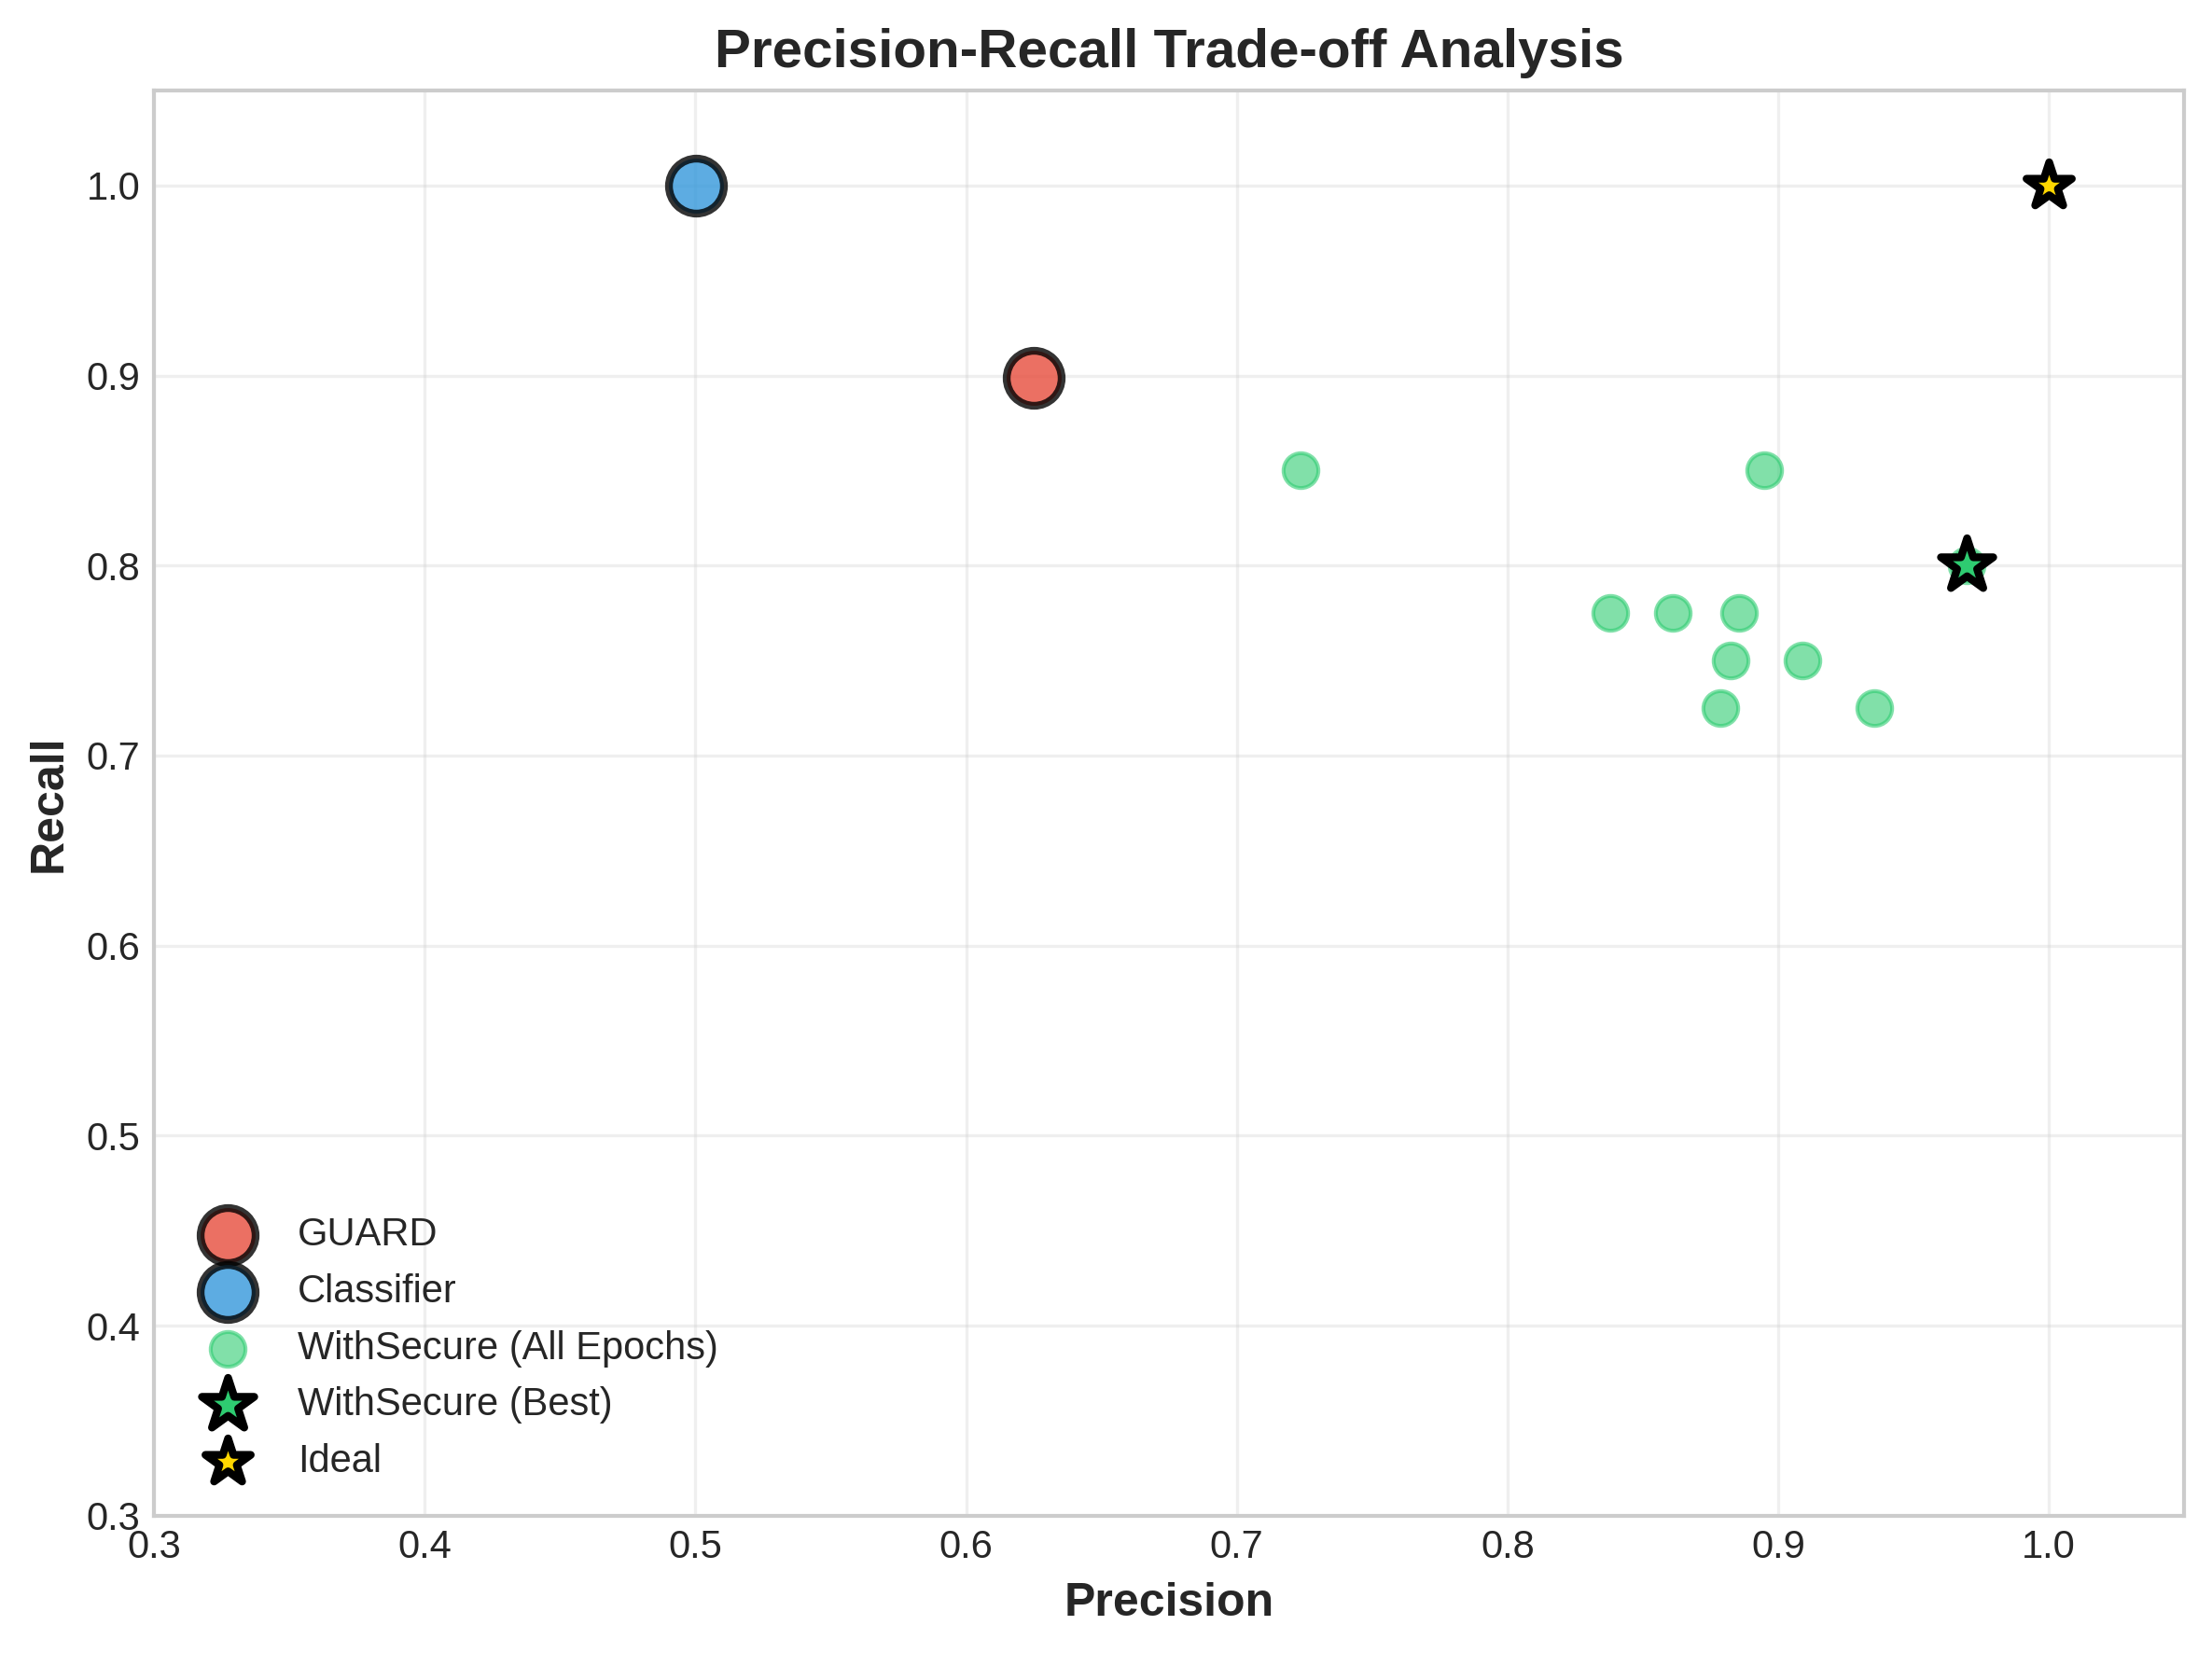 Precision-Recall Trade-off Analysis
Recall
1.0
0.9
0.8
0.7
0.6
0.5
0.4
0.3
GUARD
Classifier
WithSecure (All Epochs)
WithSecure (Best)
Ideal
0.3 0.4 0.5 0.6 0.7 0.8 0.9 1.0
Precision